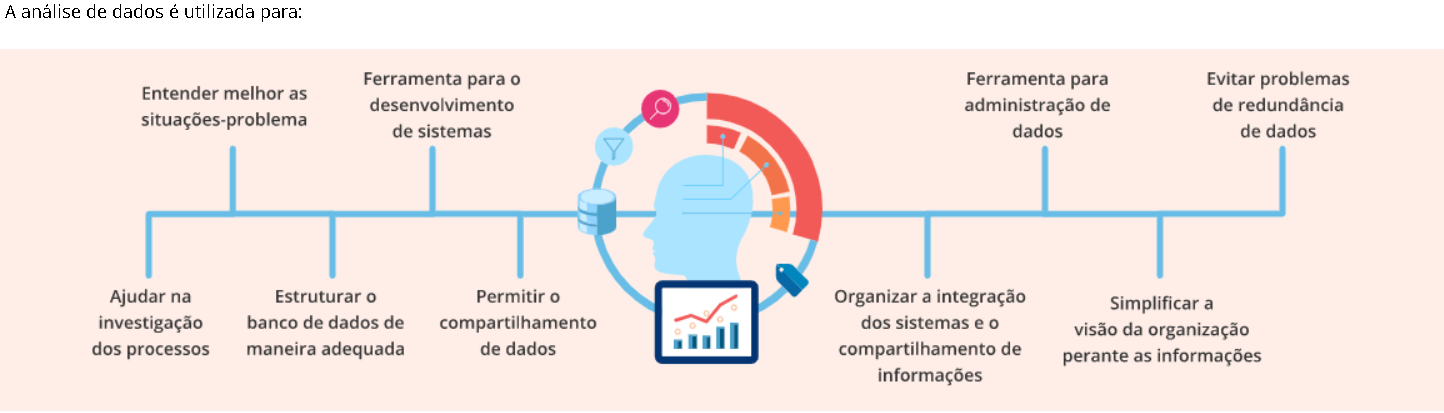 A análise de dados é utilizada para:
Entender melhor as
situações-problema
Ferramenta para o
desenvolvimento
de sistemas
Ferramenta para
administração de
dados
Evitar problemas
de redundância
de dados
Ajudar na
investigação
dos processos
Estruturar o
banco de dados de
maneira adequada
Permitir o
compartilhamento
de dados
Organizar a integração
dos sistemas e o
compartilhamento de
informações
Simplificar a
visão da organização
perante as informações